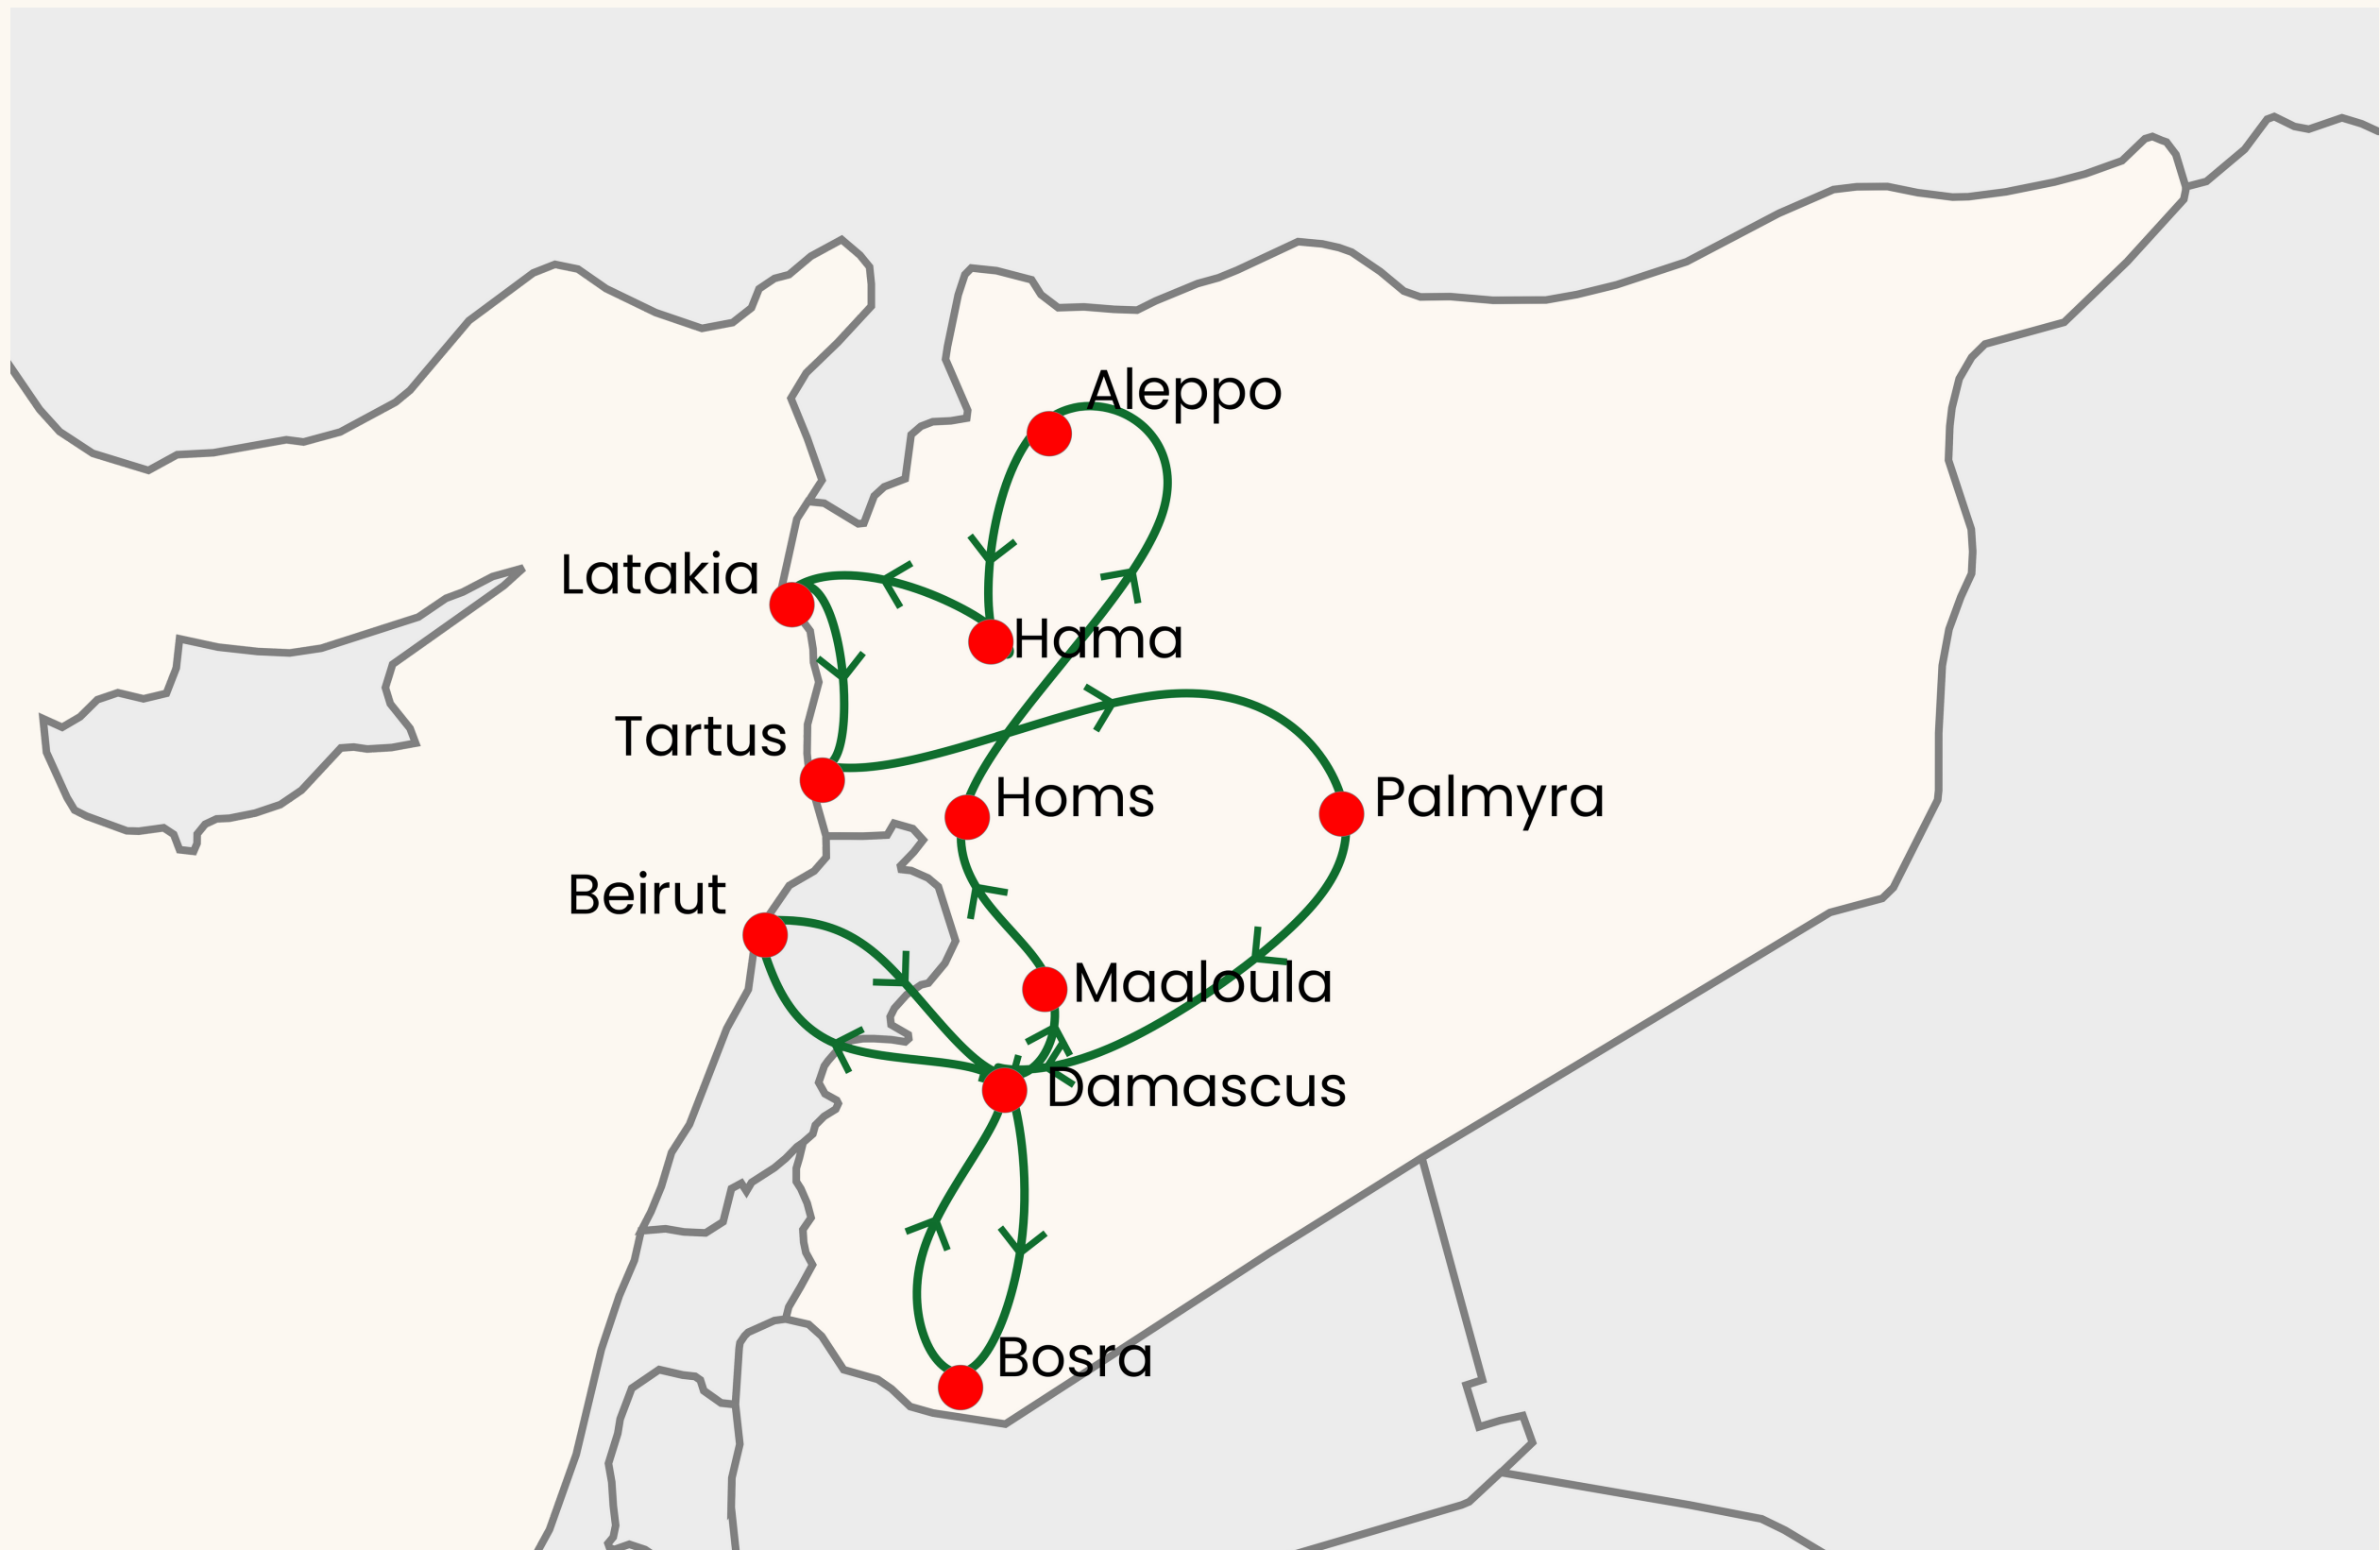 Aleppo
Latakia
Hama
Tartus
Homs
Palmyra
Beirut
Maaloula
Damascus
Bosra